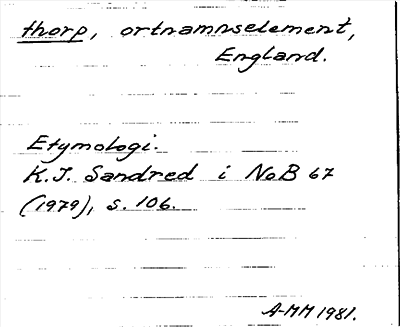 thorp, ortnamnselement,
England.
Etymologi.
K.I. Sandred i NoB 67
(1979), s. 106.
A-MM 1981.